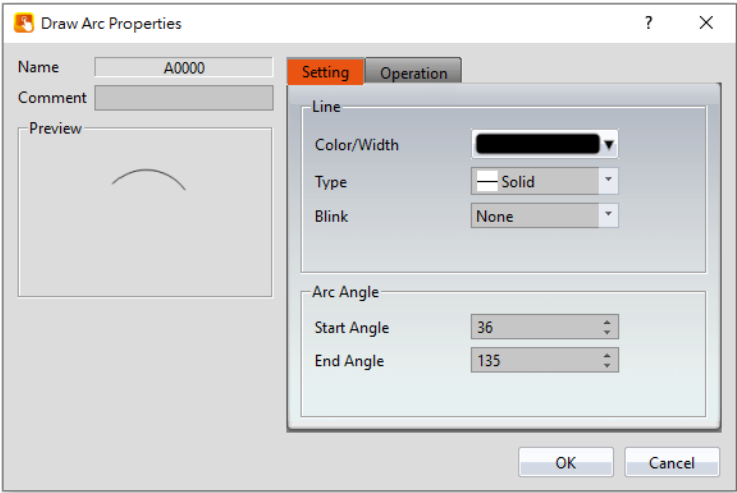 Draw Arc Properties ?
Name A0000
Comment
Preview
Setting Operation
Line
Color/Width
Type Solid
Blink None
Arc Angle
Start Angle 36
End Angle 135
OK Cancel